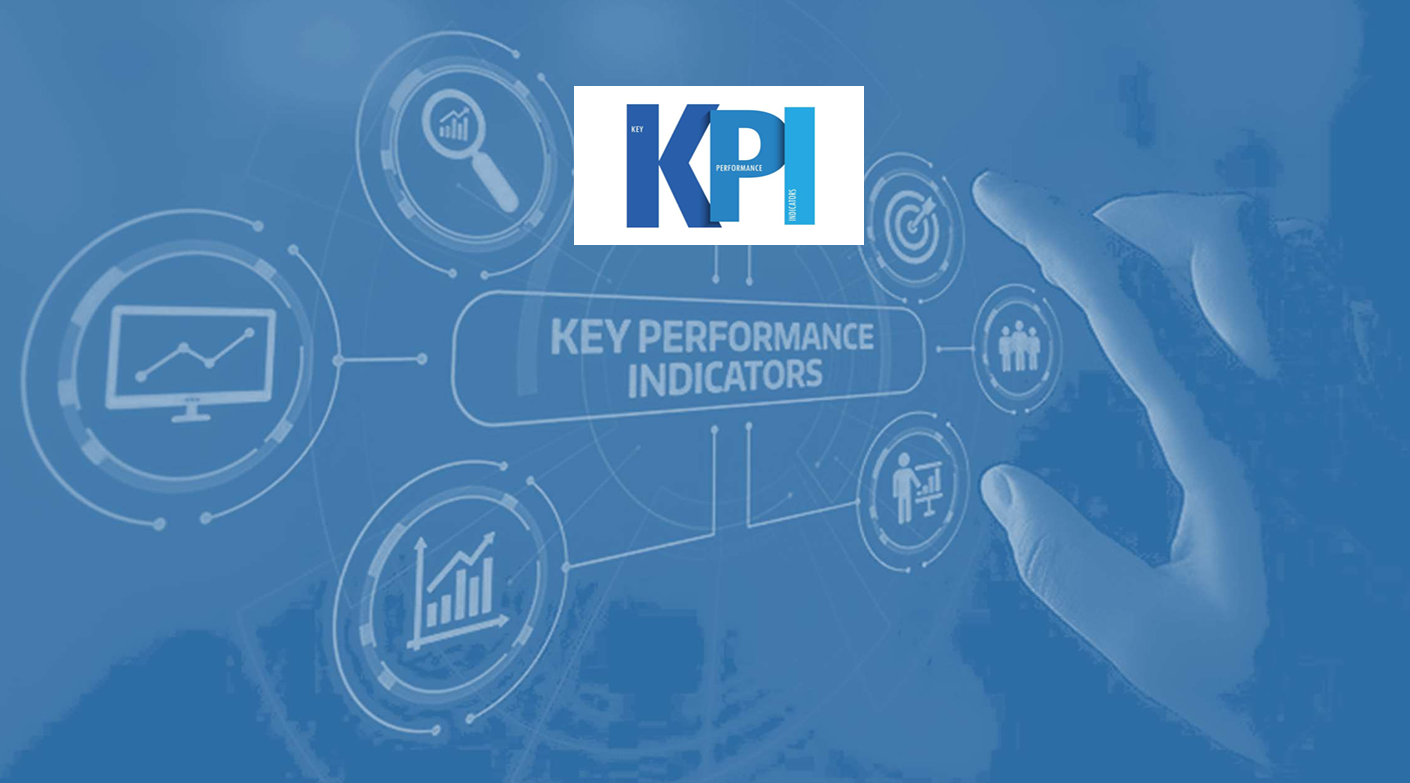 KPI
KEY
PERFORMANCE
INDICATORS
KEY PERFORMANCE
INDICATORS